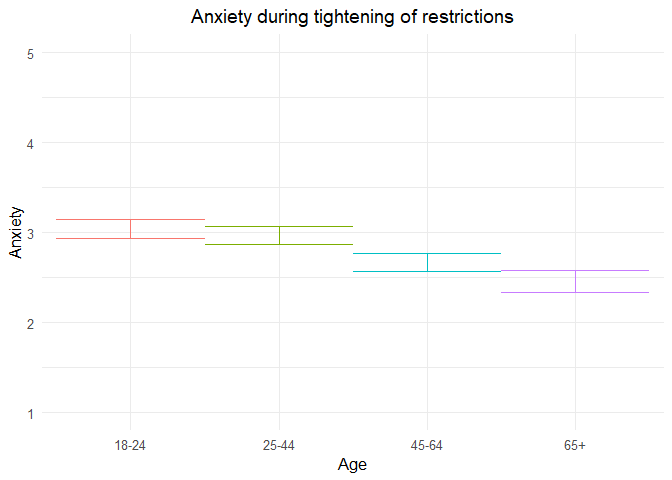 Anxiety during tightening of restrictions
5
4
3
2
1
Anxiety
18-24 25-44 45-64 65+
Age